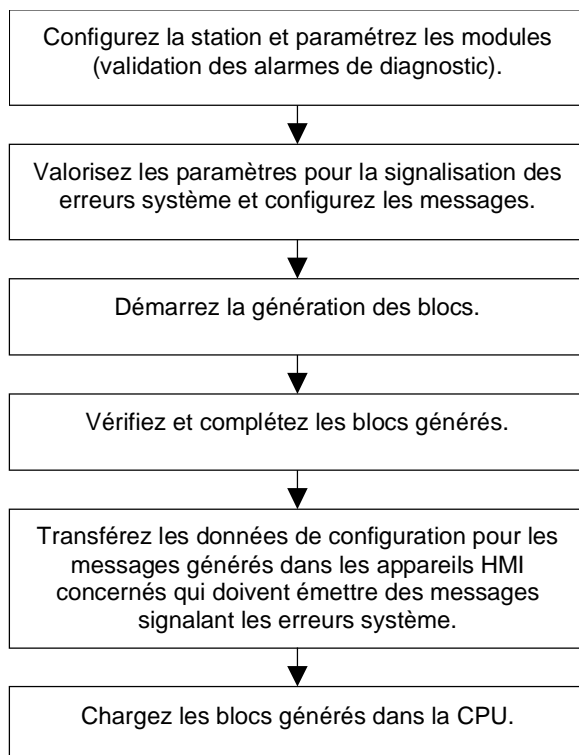 Configurez la station et paramétrez les modules
(validation des alarmes de diagnostic).
Valorisez les paramètres pour la signalisation des
erreurs système et configurez les messages.
Démarrez la génération des blocs.
Vérifiez et complétez les blocs générés.
Transférez les données de configuration pour les
messages générés dans les appareils HMI
concernés qui doivent émettre des messages
signalant les erreurs système.
Chargez les blocs générés dans la CPU.